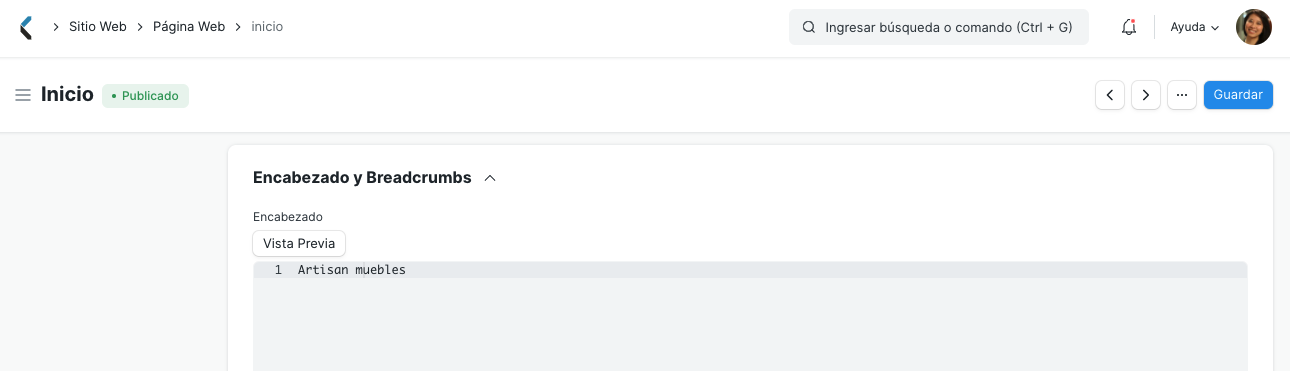 Sitio Web Página Web inicio Ingresar búsqueda o comando (Ctrl + G) Ayuda
Inicio • Publicado ... Guardar
Encabezado y Breadcrumbs
Encabezado
Vista Previa
1 Artisan muebles